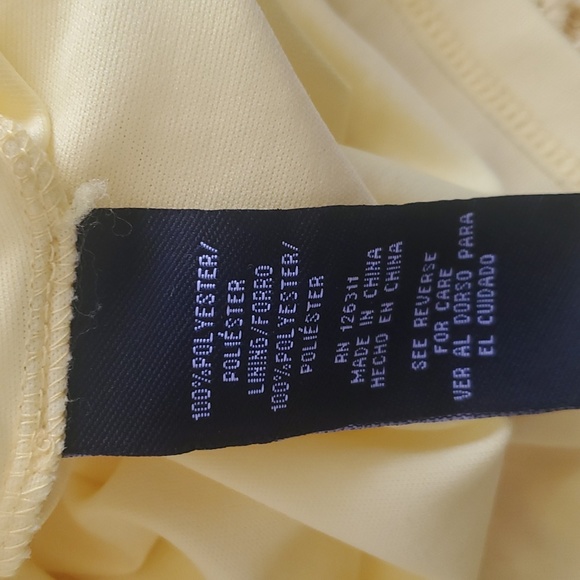 100%POLYESTER/
POLIÉSTER
LINING/FORRO
100%POLYESTER/
POLIÉSTER
RN 126311
MADE IN CHINA
HECHO EN CHINA
SEE REVERSE
FOR CARE
VER AL DORSO PARA
EL CUIDADO